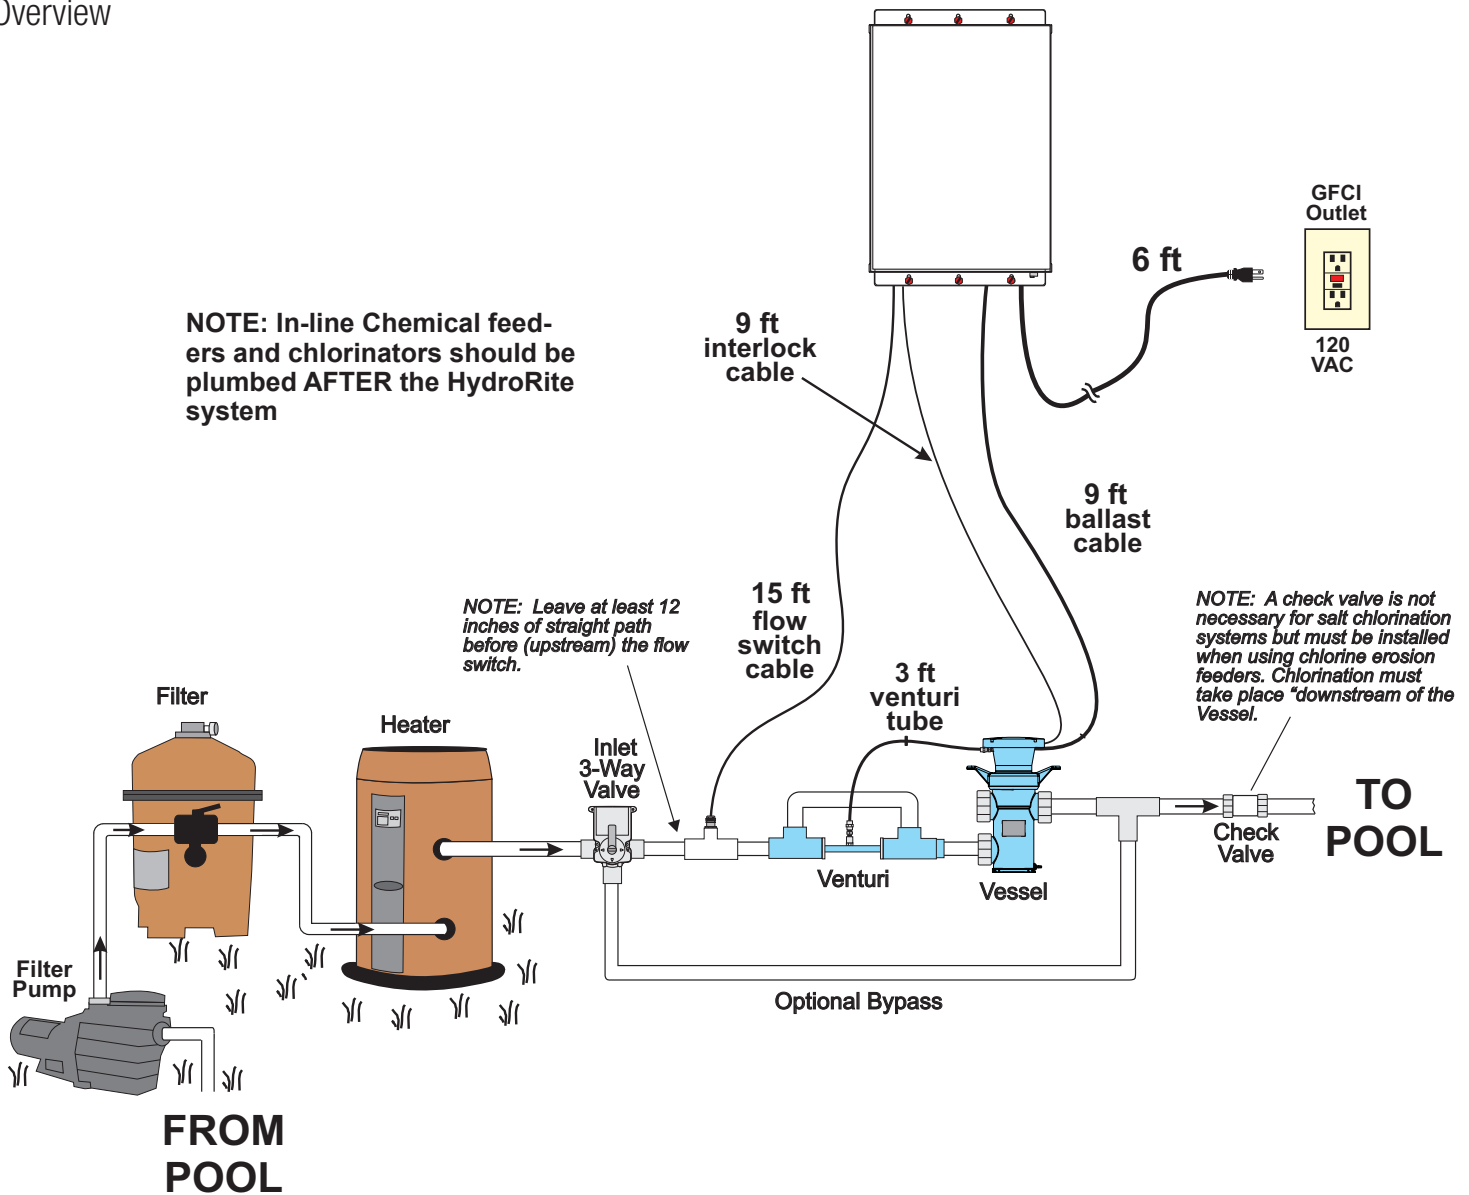 Overview
GFCI
Outlet
120
VAC
6 ft
NOTE: In-line Chemical feed-
ers and chlorinators should be
plumbed AFTER the HydroRite
system
9 ft
interlock
cable
9 ft
ballast
cable
15 ft
flow
switch
cable
3 ft
venturi
tube
NOTE: Leave at least 12
inches of straight path
before (upstream) the flow
switch.
NOTE: A check valve is not
necessary for salt chlorination
systems but must be installed
when using chlorine erosion
feeders. Chlorination must
take place "downstream of the
Vessel.
Filter
Heater
Inlet
3-Way
Valve
Venturi
Vessel
Check
Valve
TO
POOL
Filter
Pump
Optional Bypass
FROM
POOL